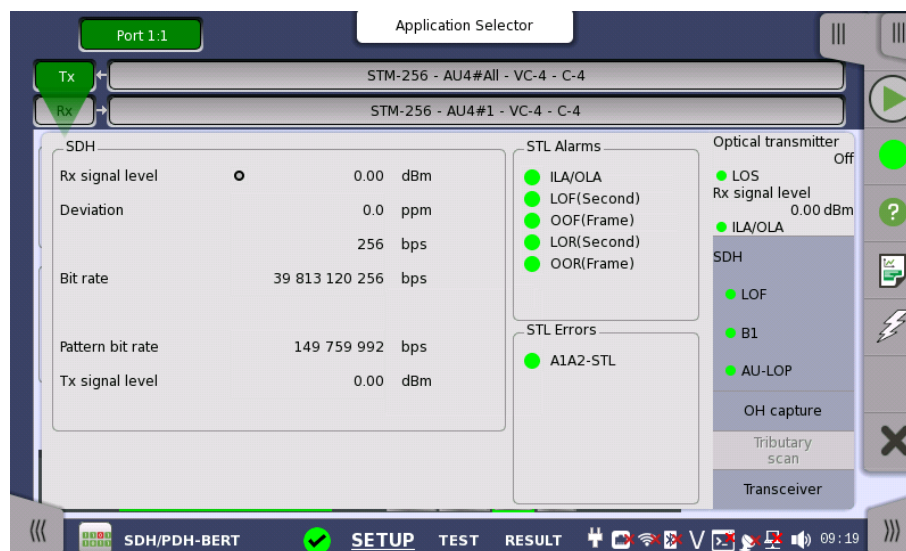 Application Selector
Port 1:1
Tx
STM-256 - AU4#All - VC-4 - C-4
Rx
STM-256 - AU4#1 - VC-4 - C-4
SDH
Rx signal level 0.00 dBm
Deviation 0.0 ppm
256 bps
Bit rate 39 813 120 256 bps
Pattern bit rate 149 759 992 bps
Tx signal level 0.00 dBm
STL Alarms
ILA/OLA
LOF(Second)
OOF(Frame)
LOR(Second)
OOR(Frame)
STL Errors
A1A2-STL
Optical transmitter
Off
LOS
Rx signal level
0.00 dBm
ILA/OLA
SDH
LOF
B1
AU-LOP
OH capture
Tributary
scan
Transceiver
SDH/PDH-BERT SETUP TEST RESULT V 09:19